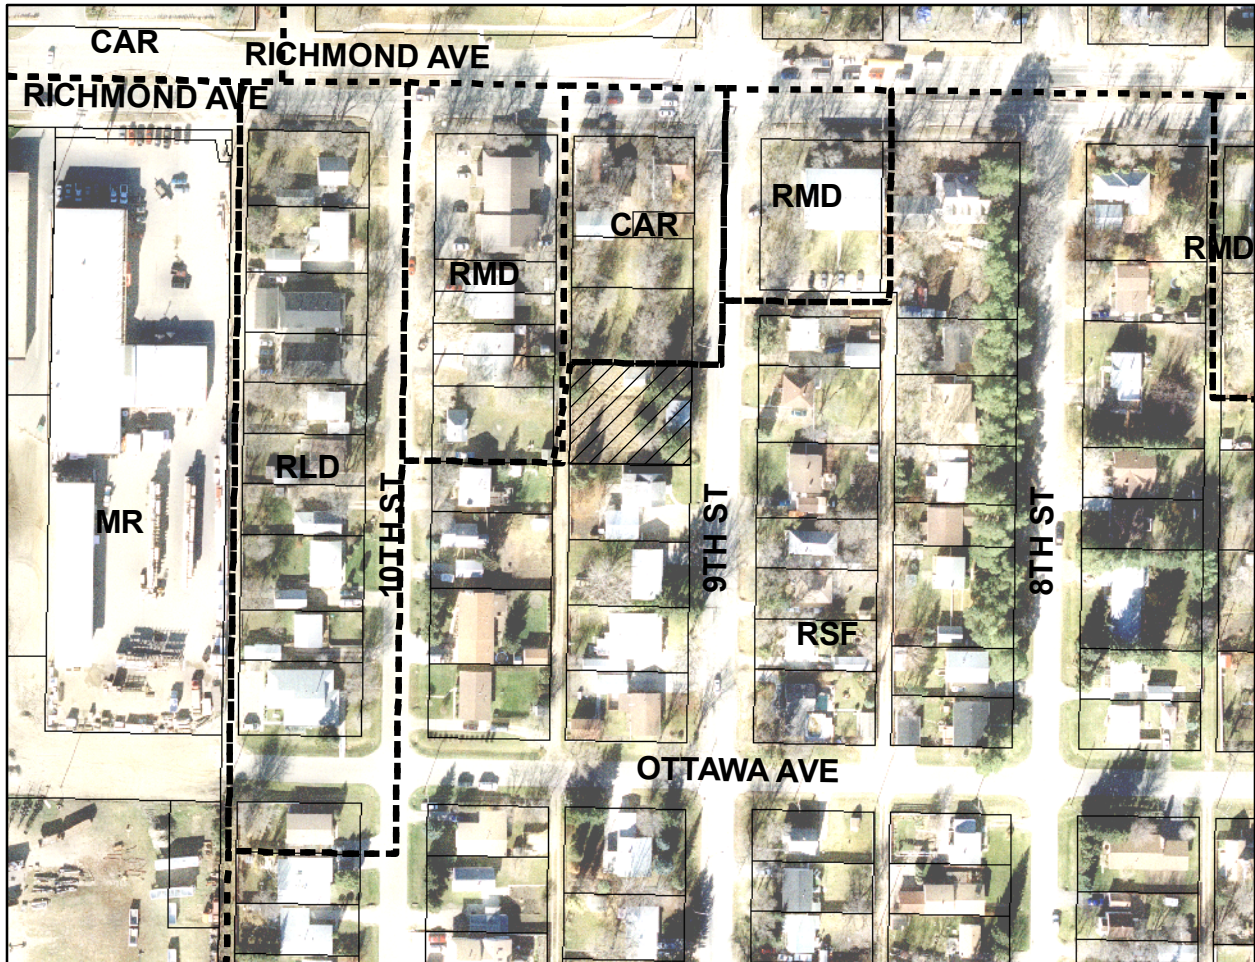 CAR
RICHMOND AVE
RICHMOND AVE
RMD
CAR
RMD
RMD
RLD
MR
10TH ST
9TH ST
8TH ST
RSF
OTTAWA AVE